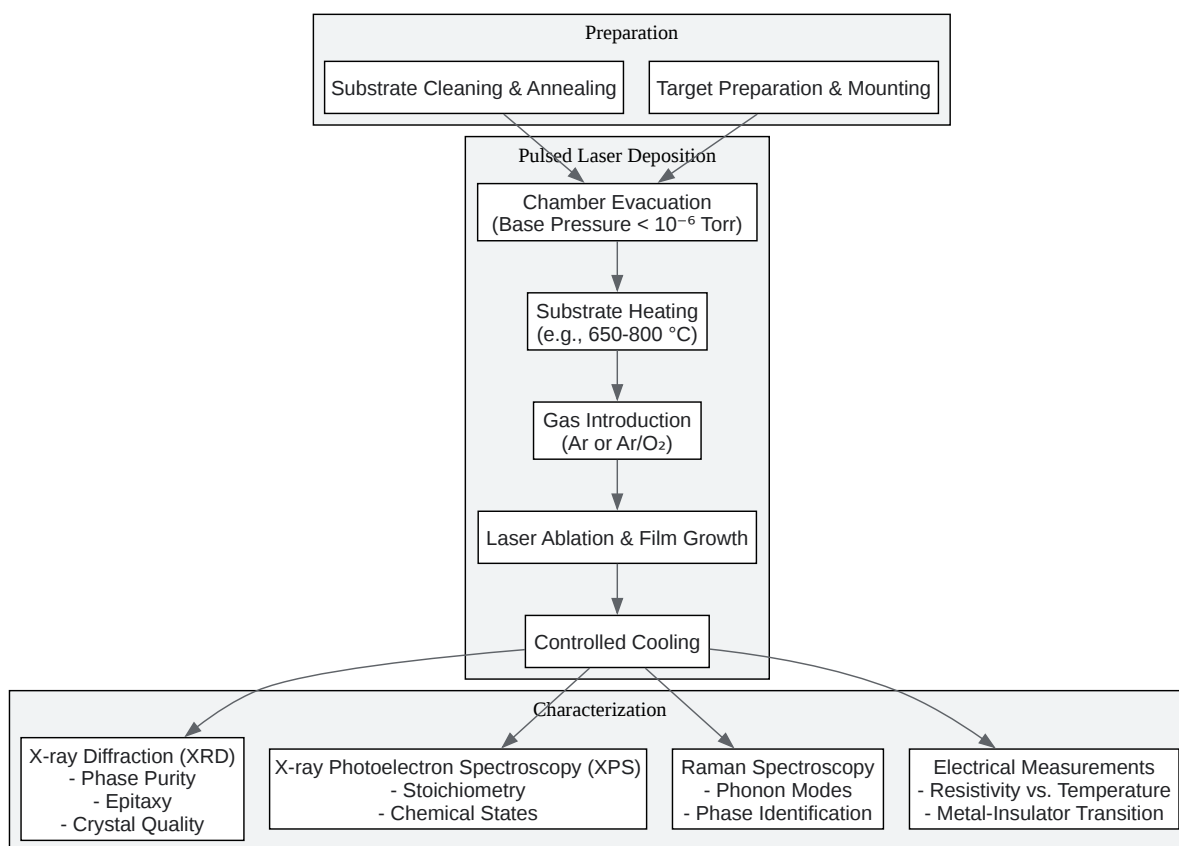 Preparation
Substrate Cleaning & Annealing
Target Preparation & Mounting
Pulsed Laser Deposition
Chamber Evacuation
(Base Pressure < 10⁻⁶ Torr)
Substrate Heating
(e.g., 650-800 °C)
Gas Introduction
(Ar or Ar/O₂)
Laser Ablation & Film Growth
Controlled Cooling
Characterization
X-ray Diffraction (XRD)
- Phase Purity
- Epitaxy
- Crystal Quality
X-ray Photoelectron Spectroscopy (XPS)
- Stoichiometry
- Chemical States
Raman Spectroscopy
- Phonon Modes
- Phase Identification
Electrical Measurements
- Resistivity vs. Temperature
- Metal-Insulator Transition